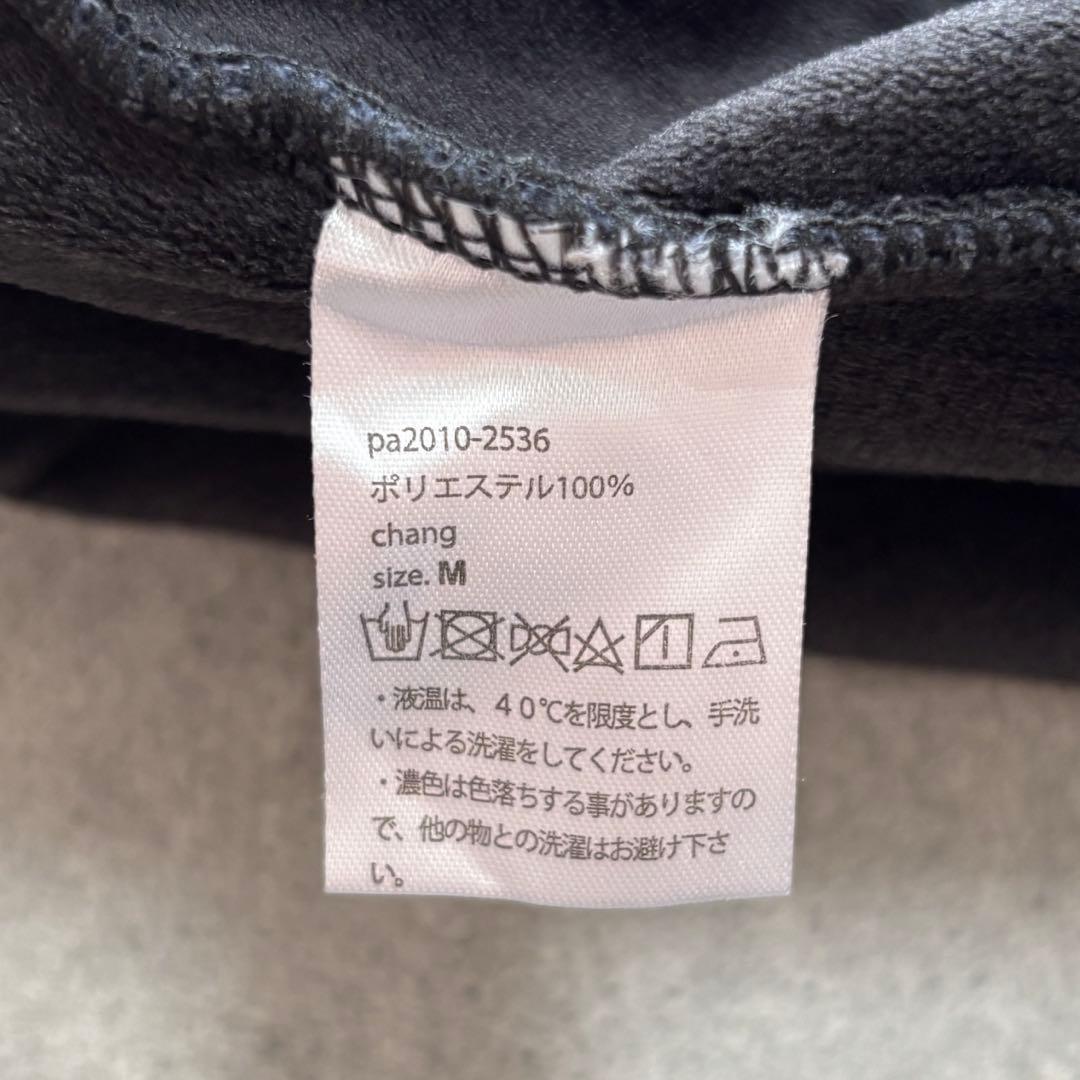 pa2010-2536
ポリエステル100%
chang
size. M
・液温は、４０℃を限度とし、手洗
いによる洗濯をしてください。
・濃色は色落ちする事がありますの
で、他の物との洗濯はお避け下さ
い。